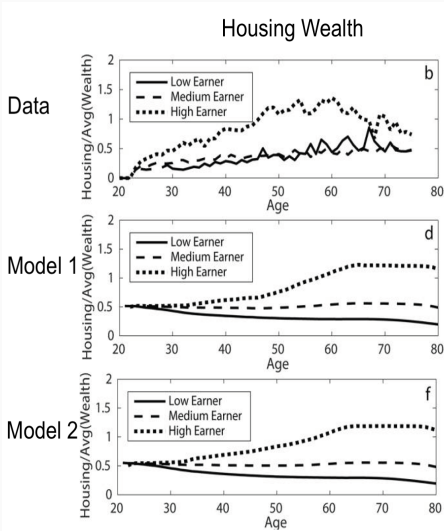 Housing Wealth
Data
Housing/Avg(Wealth)
2
1.5
1
0.5
0
b
Low Earner
Medium Earner
High Earner
20 30 40 50 60 70 80
Age
Model 1
Housing/Avg(Wealth)
2
1.5
1
0.5
0
d
Low Earner
Medium Earner
High Earner
20 30 40 50 60 70 80
Age
Model 2
Housing/Avg(Wealth)
2
1.5
1
0.5
0
f
Low Earner
Medium Earner
High Earner
20 30 40 50 60 70 80
Age